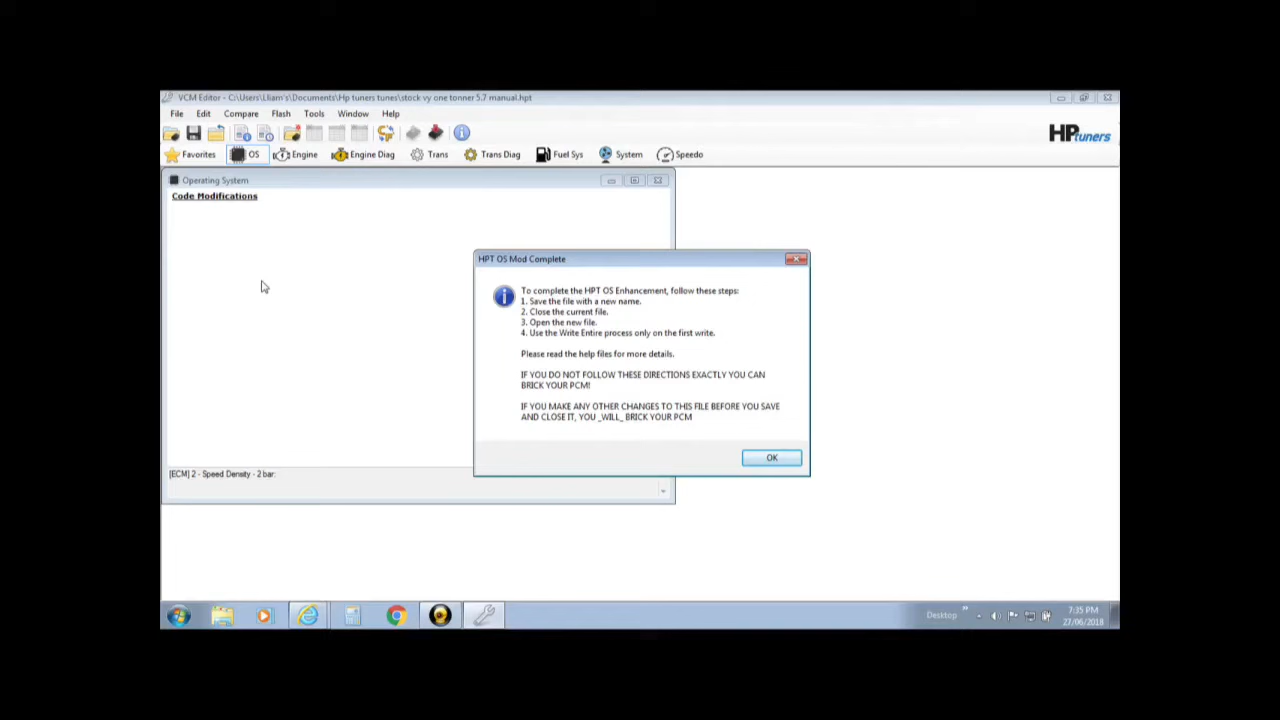 VCM Editor - C:\Users\Lliam's\Documents\Hp tuners tunes\stock vy one tonner 5.7 manual.hpt
File Edit Compare Flash Tools Window Help
HPtuners
Favorites OS Engine Engine Diag Trans Trans Diag Fuel Sys System Speedo
Operating System
Code Modifications
HPT OS Mod Complete
To complete the HPT OS Enhancement, follow these steps:
1. Save the file with a new name.
2. Close the current file.
3. Open the new file.
4. Use the Write Entire process only on the first write.
Please read the help files for more details.
IF YOU DO NOT FOLLOW THESE DIRECTIONS EXACTLY YOU CAN
BRICK YOUR PCM!
IF YOU MAKE ANY OTHER CHANGES TO THIS FILE BEFORE YOU SAVE
AND CLOSE IT, YOU _WILL_ BRICK YOUR PCM
OK
[ECM] 2 - Speed Density - 2 bar:
Desktop
7:35 PM
27/06/2018